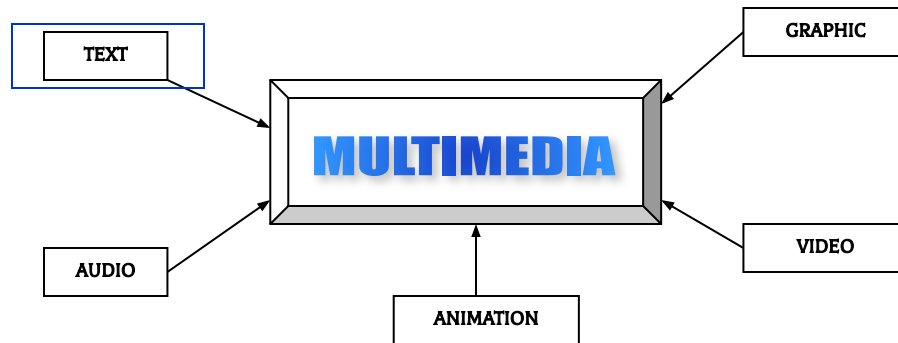 TEXT
GRAPHIC
MULTIMEDIA
AUDIO
VIDEO
ANIMATION